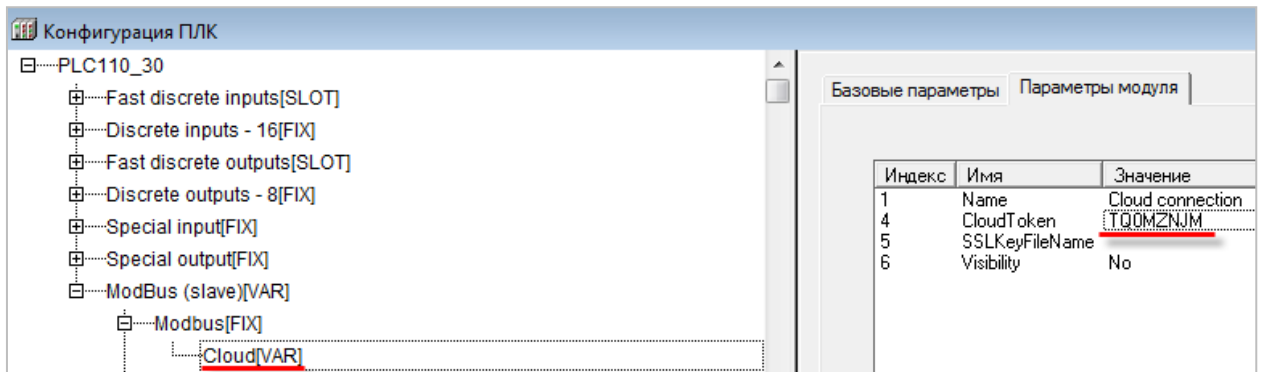 Конфигурация ПЛК
PLC110_30
Fast discrete inputs[SLOT]
Discrete inputs - 16[FIX]
Fast discrete outputs[SLOT]
Discrete outputs - 8[FIX]
Special input[FIX]
Special output[FIX]
ModBus (slave)[VAR]
Modbus[FIX]
Cloud[VAR]
Базовые параметры Параметры модуля
Индекс Имя Значение
1 Name Cloud connection
4 CloudToken TQ0MZNJM
5 SSLKeyFileName
6 Visibility No